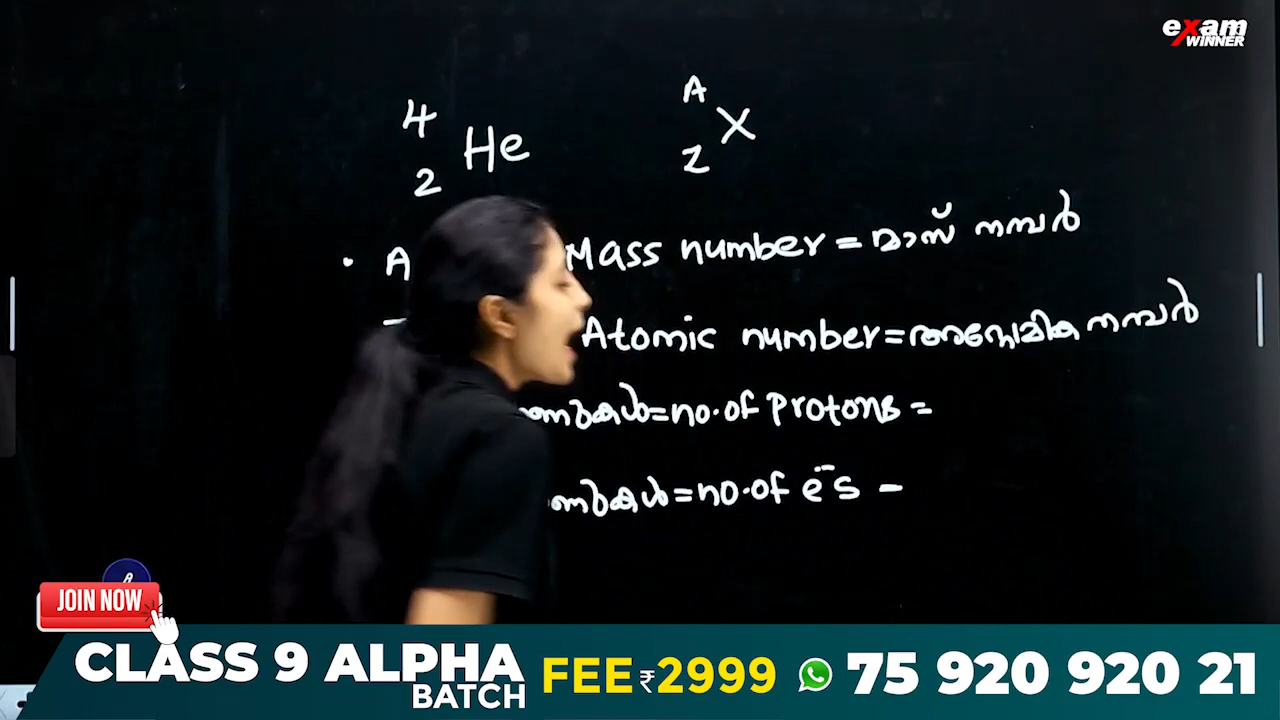 exam
WINNER
4
2 He
A
Z X
· A Mass number = മാസ് നമ്പർ
Atomic number = അറ്റോമിക നമ്പർ
ണുകൾ = no. of Protons =
ണുകൾ = no. of e⁻s -
JOIN NOW
CLASS 9 ALPHA
BATCH
FEE ₹2999
75 920 920 21